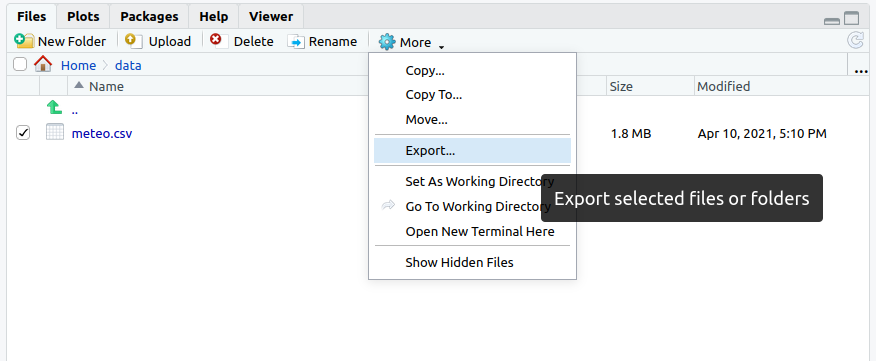 Files Plots Packages Help Viewer
New Folder Upload Delete Rename More
Home data ...
Name Size Modified
..
meteo.csv 1.8 MB Apr 10, 2021, 5:10 PM
Copy...
Copy To...
Move...
Export...
Set As Working Directory
Export selected files or folders
Go To Working Directory
Open New Terminal Here
Show Hidden Files